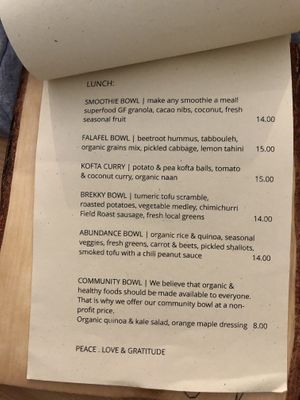 LUNCH:
SMOOTHIE BOWL | make any smoothie a meal!
superfood GF granola, cacao nibs, coconut, fresh
seasonal fruit 14.00
FALAFEL BOWL | beetroot hummus, tabbouleh,
organic grains mix, pickled cabbage, lemon tahini 15.00
KOFTA CURRY | potato & pea kofta balls, tomato
& coconut curry, organic naan 15.00
BREKKY BOWL | tumeric tofu scramble,
roasted potatoes, vegetable medley, chimichurri
Field Roast sausage, fresh local greens 14.00
ABUNDANCE BOWL | organic rice & quinoa, seasonal
veggies, fresh greens, carrot & beets, pickled shallots,
smoked tofu with a chili peanut sauce 14.00
COMMUNITY BOWL | We believe that organic &
healthy foods should be made available to everyone.
That is why we offer our community bowl at a non-
profit price.
Organic quinoa & kale salad, orange maple dressing 8.00
PEACE . LOVE & GRATITUDE